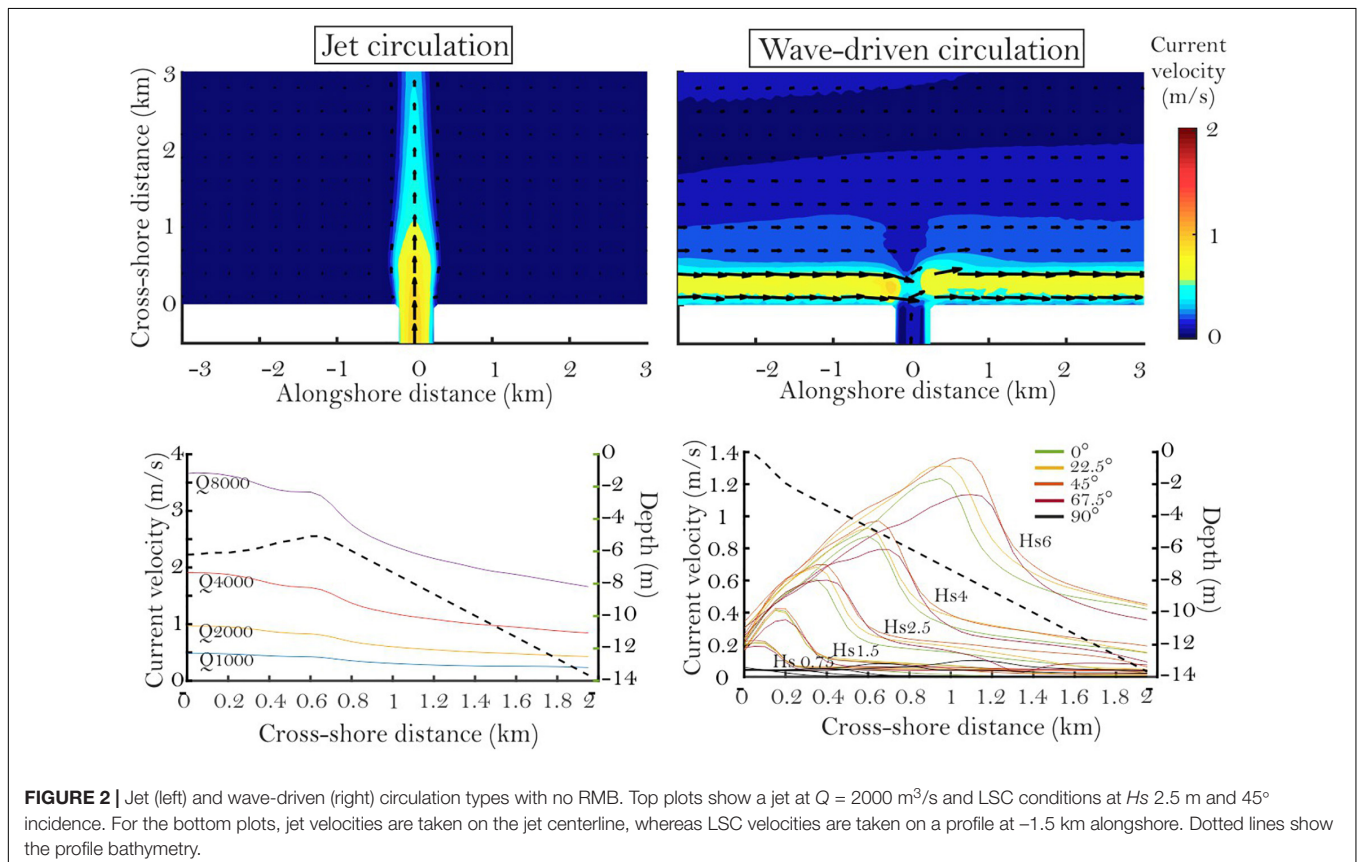 Jet circulation
Wave-driven circulation
Current velocity (m/s)
2
1
0
Cross-shore distance (km)
3
2
1
0
-3 -2 -1 0 1 2 3
Alongshore distance (km)
-2 -1 0 1 2 3
Alongshore distance (km)
Current velocity (m/s)
4
3
2
1
0
Q8000
Q4000
Q2000
Q1000
0
-2
-4
-6
-8
-10
-12
-14
Depth (m)
0 0.2 0.4 0.6 0.8 1 1.2 1.4 1.6 1.8 2
Cross-shore distance (km)
Current velocity (m/s)
1.4
1.2
1
0.8
0.6
0.4
0.2
0
0°
22.5°
45°
67.5°
90°
Hs6
Hs4
Hs2.5
Hs1.5
Hs 0.75
0
-2
-4
-6
-8
-10
-12
-14
Depth (m)
0 0.2 0.4 0.6 0.8 1 1.2 1.4 1.6 1.8 2
Cross-shore distance (km)
FIGURE 2 | Jet (left) and wave-driven (right) circulation types with no RMB. Top plots show a jet at Q = 2000 m³/s and LSC conditions at Hs 2.5 m and 45°
incidence. For the bottom plots, jet velocities are taken on the jet centerline, whereas LSC velocities are taken on a profile at –1.5 km alongshore. Dotted lines show
the profile bathymetry.